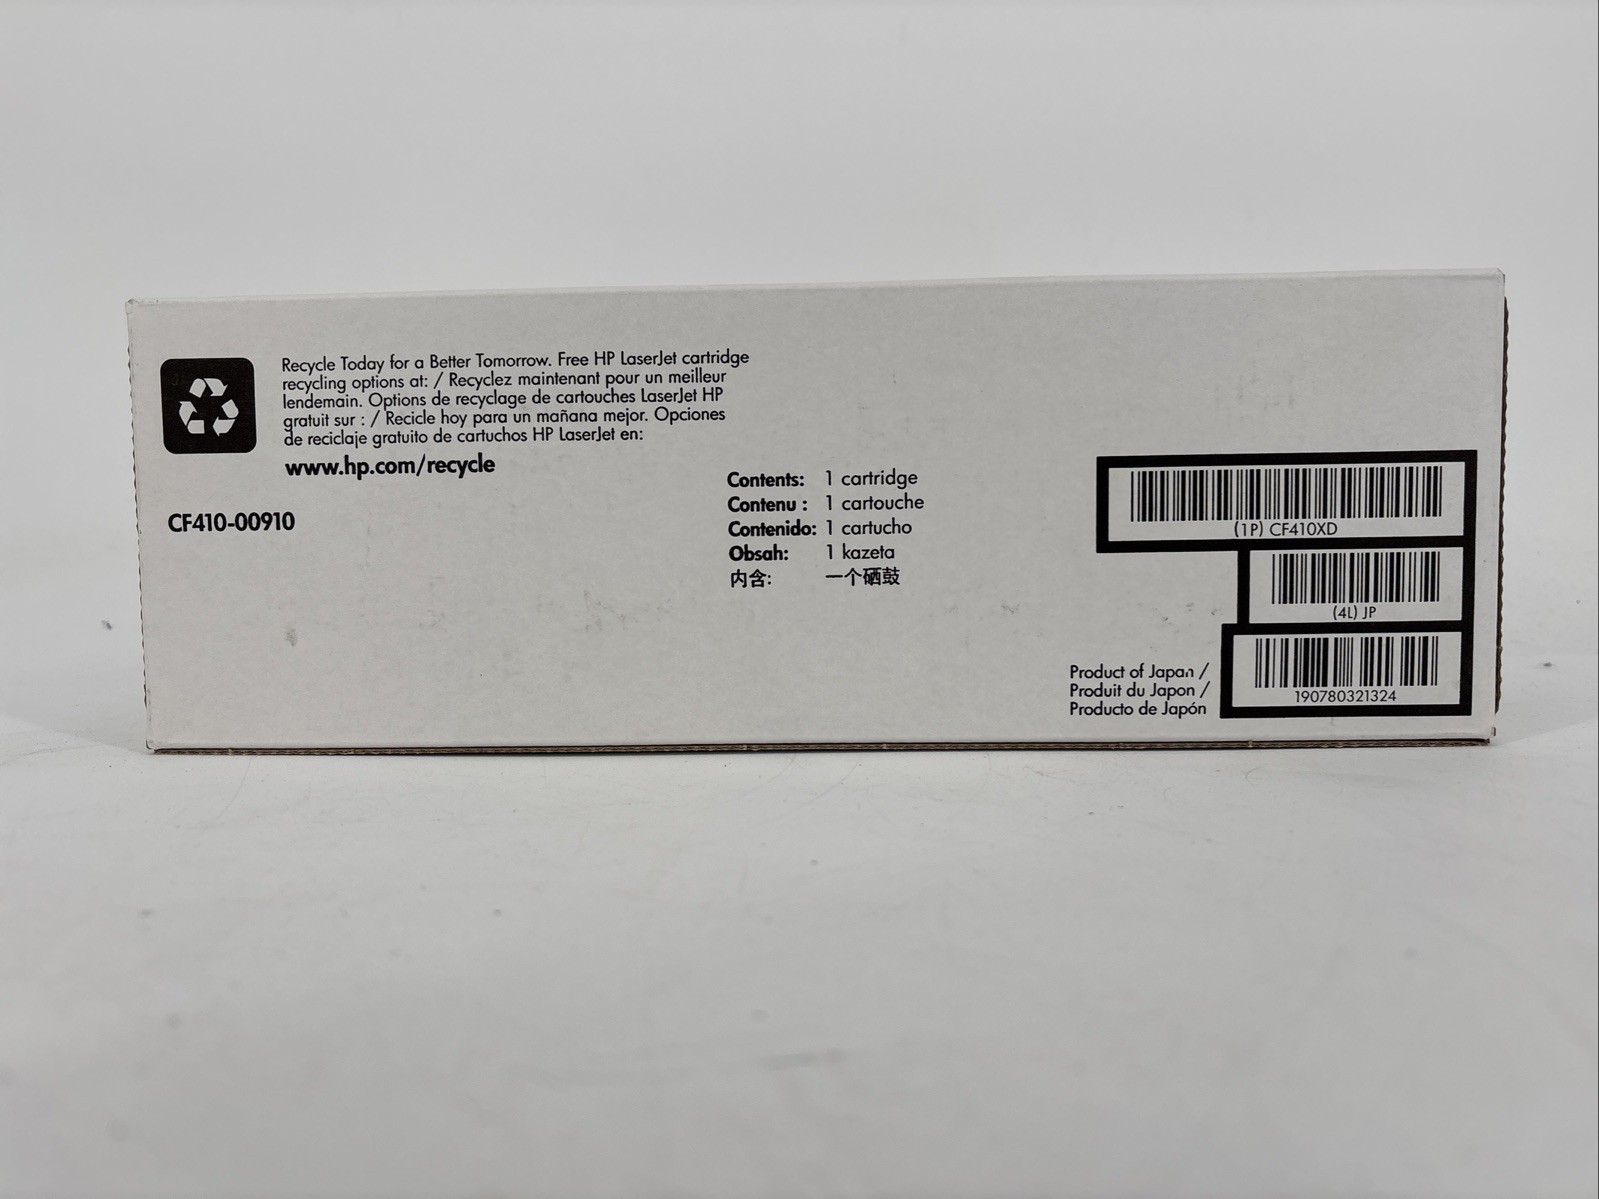 Recycle Today for a Better Tomorrow. Free HP LaserJet cartridge
recycling options at: / Recyclez maintenant pour un meilleur
lendemain. Options de recyclage de cartouches LaserJet HP
gratuit sur : / Recicle hoy para un mañana mejor. Opciones
de reciclaje gratuito de cartuchos HP LaserJet en:
www.hp.com/recycle
CF410-00910
Contents: 1 cartridge
Contenu : 1 cartouche
Contenido: 1 cartucho
Obsah: 1 kazeta
内含: 一个硒鼓
(1P) CF410XD
(4L) JP
Product of Japan /
Produit du Japon /
Producto de Japón
190780321324